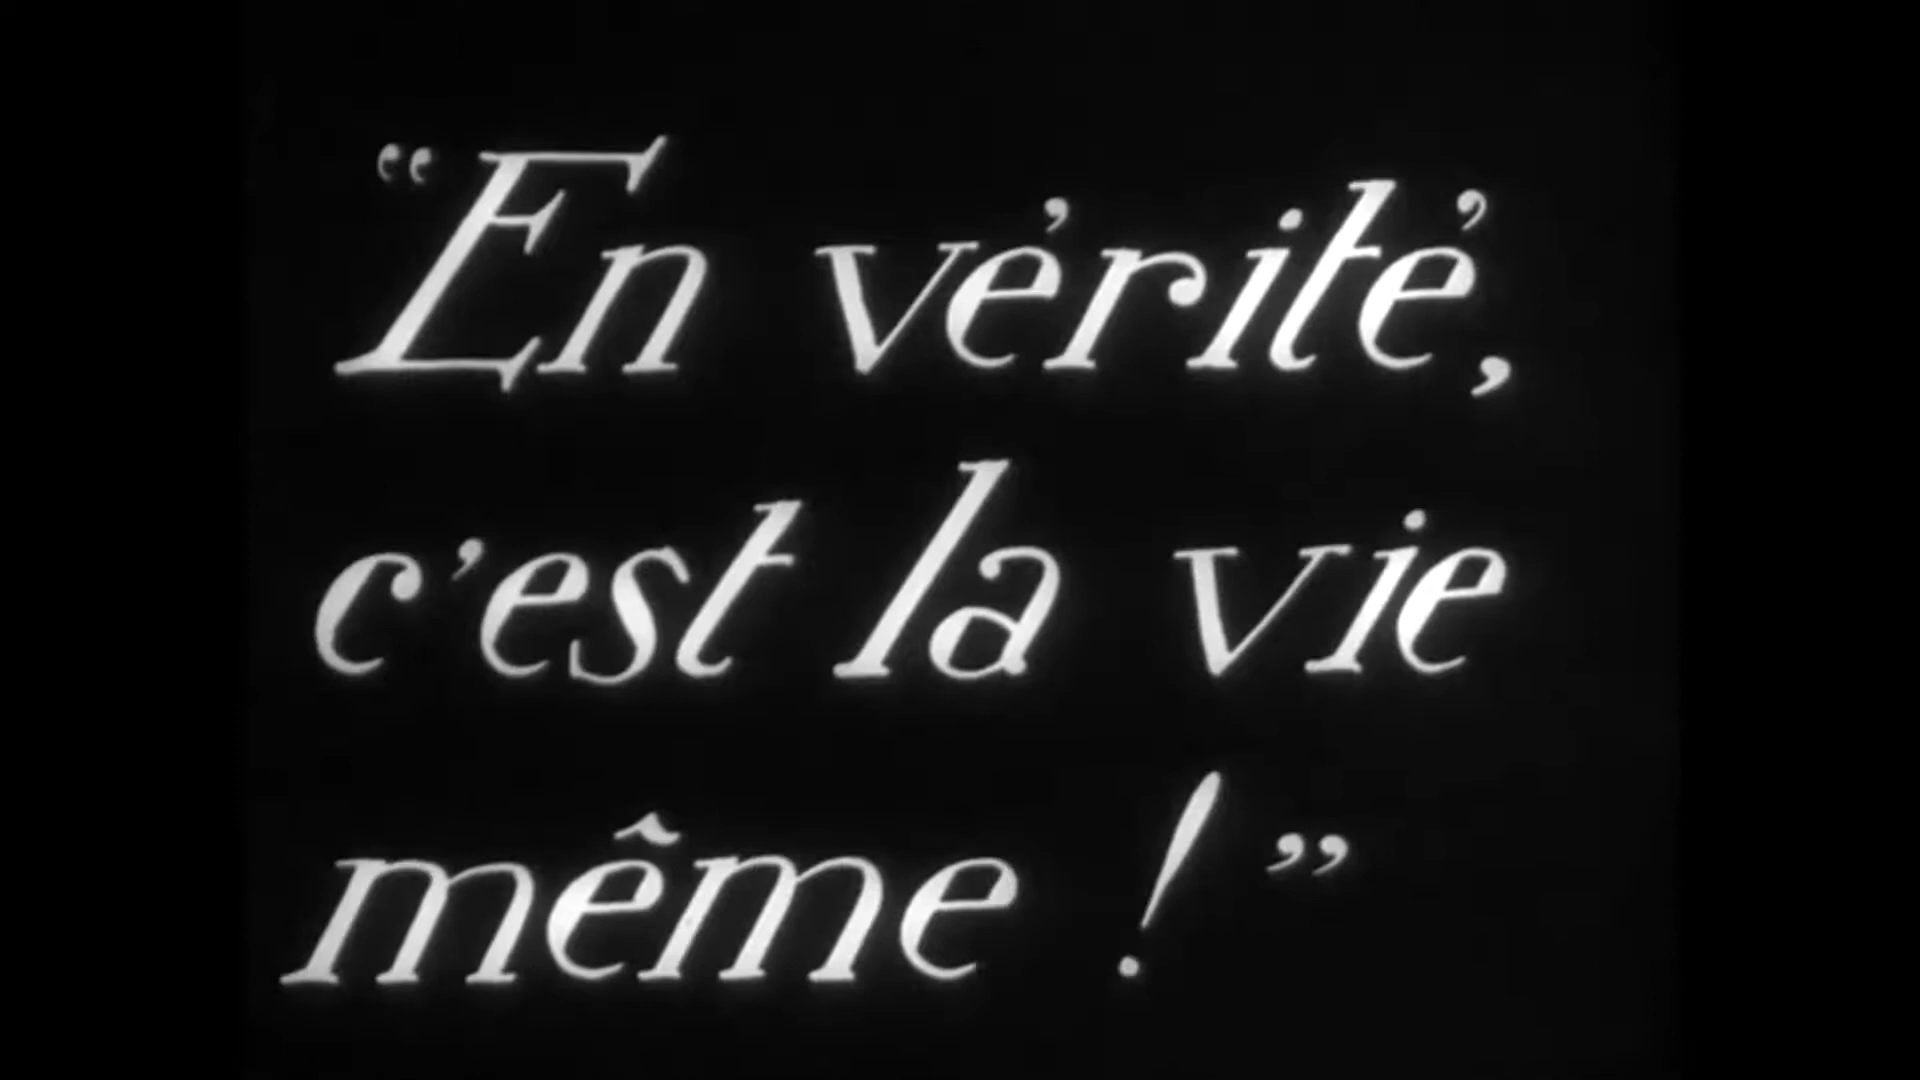 “En vérité,
c’est la vie
même ! ”